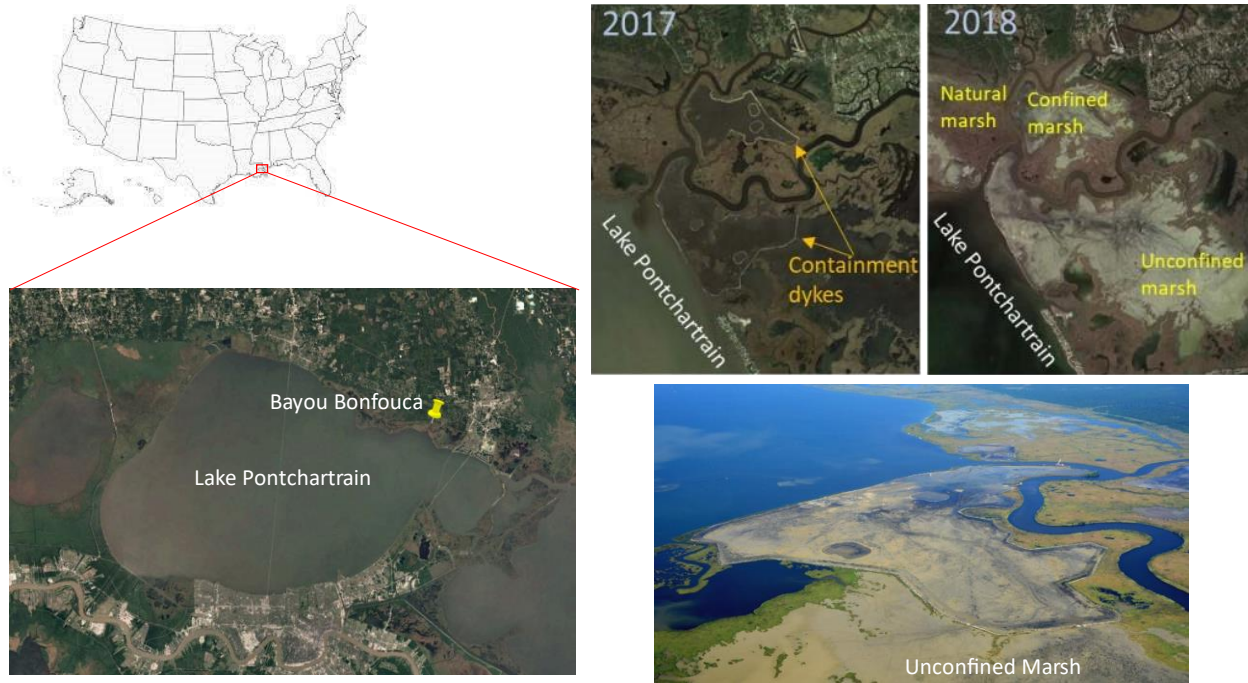 Bayou Bonfouca
Lake Pontchartrain
2017
Containment
dykes
Lake Pontchartrain
2018
Natural
marsh
Confined
marsh
Unconfined
marsh
Lake Pontchartrain
Unconfined Marsh